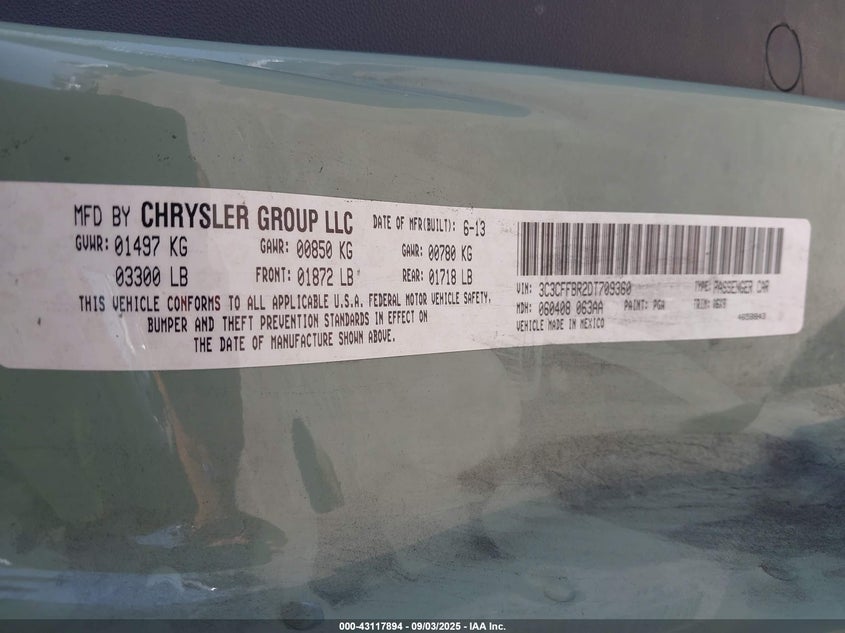 MFD BY CHRYSLER GROUP LLC DATE OF MFR(BUILT): 6-13
GVWR: 01497 KG GAWR: 00850 KG GAWR: 00780 KG
03300 LB FRONT: 01872 LB REAR: 01718 LB
THIS VEHICLE CONFORMS TO ALL APPLICABLE U.S.A. FEDERAL MOTOR VEHICLE SAFETY,
BUMPER AND THEFT PREVENTION STANDARDS IN EFFECT ON
THE DATE OF MANUFACTURE SHOWN ABOVE.
VIN: 3C3CFFBR2DT709360 TYPE: PASSENGER CAR
MDH: 060408 063AA PAINT: PGA TRIM:
VEHICLE MADE IN MEXICO
000-43117894 - 09/03/2025 - IAA Inc.